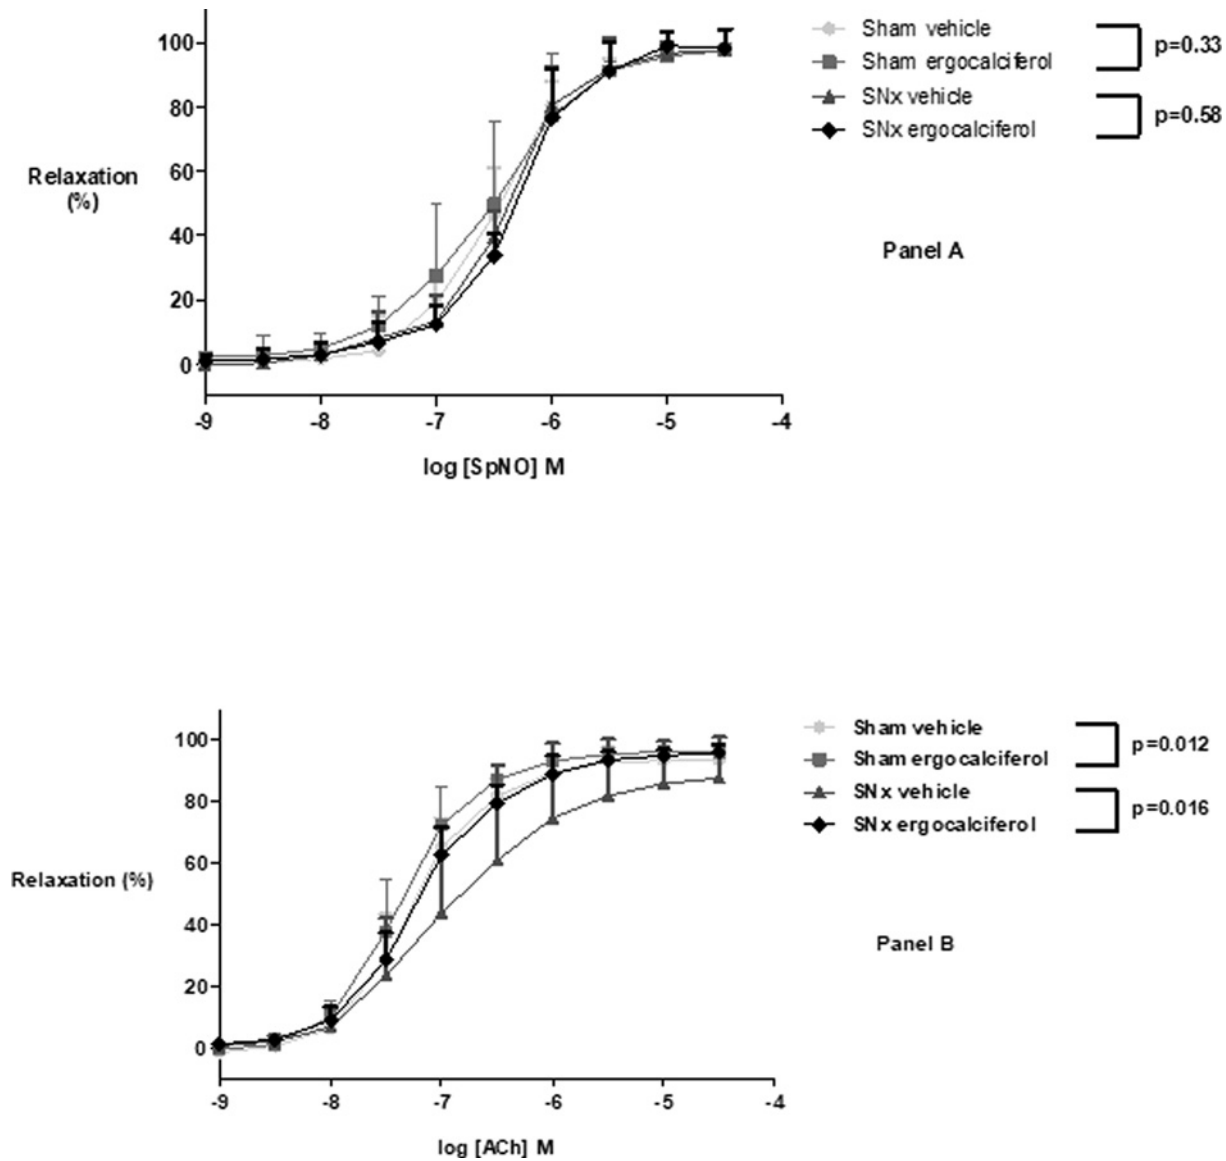 100
80
60
40
20
0
Relaxation
(%)
-9 -8 -7 -6 -5 -4
log [SpNO] M
Sham vehicle
Sham ergocalciferol
SNx vehicle
SNx ergocalciferol
p=0.33
p=0.58
Panel A
100
80
60
40
20
0
Relaxation (%)
-9 -8 -7 -6 -5 -4
log [ACh] M
Sham vehicle
Sham ergocalciferol
SNx vehicle
SNx ergocalciferol
p=0.012
p=0.016
Panel B